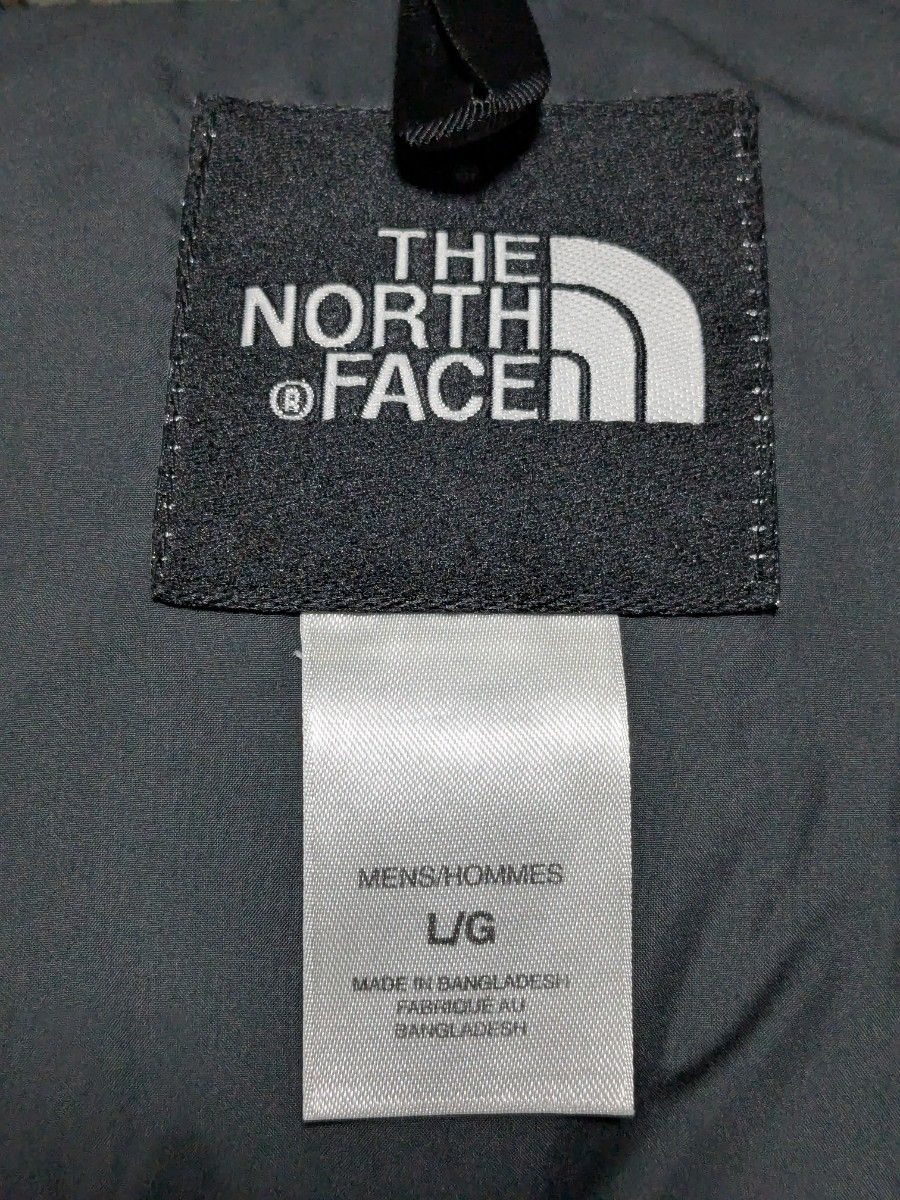 THE
NORTH
®FACE
MENS/HOMMES
L/G
MADE IN BANGLADESH
FABRIQUE AU
BANGLADESH